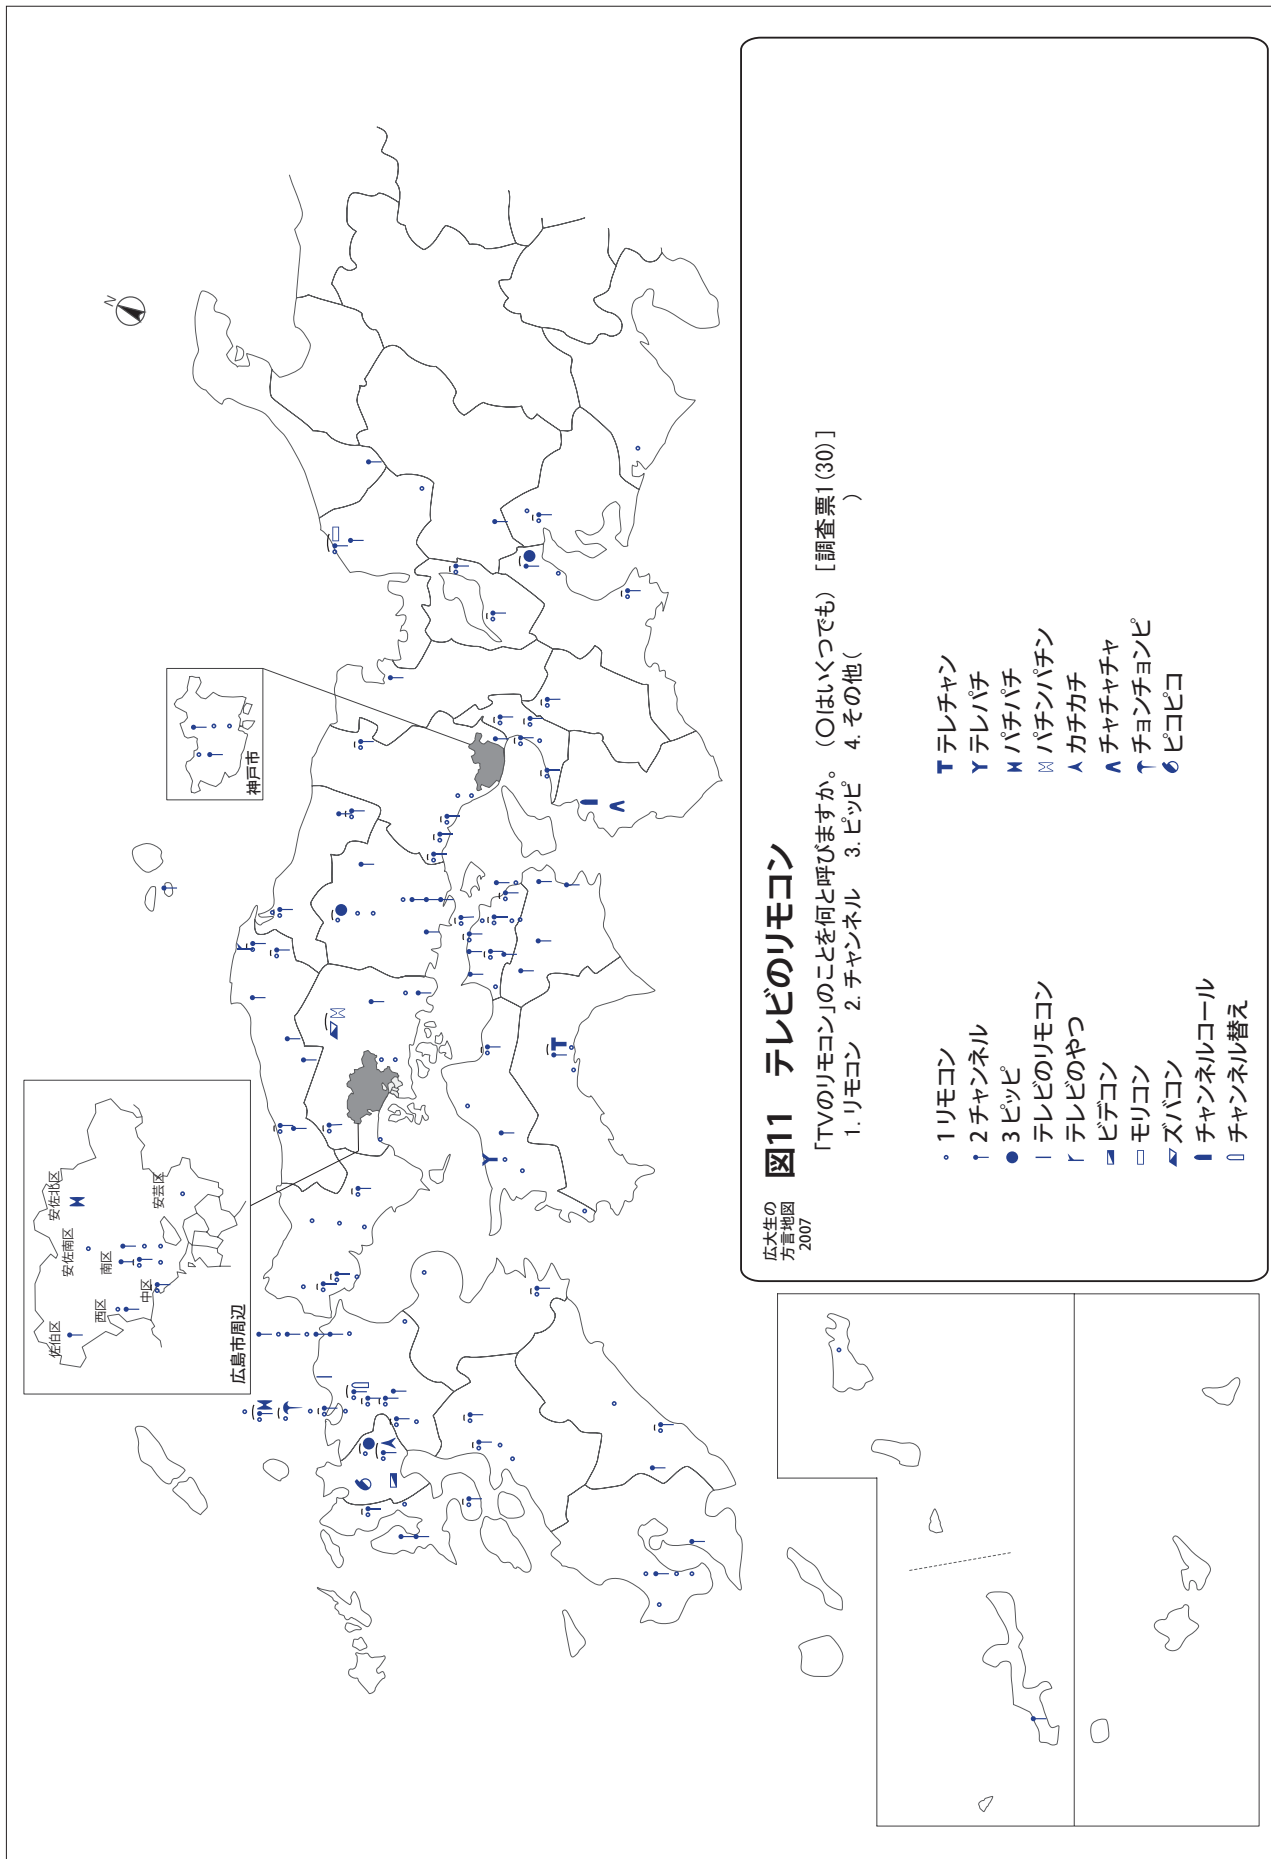 広大生の
方言地図
2007
図11　テレビのリモコン
「TVのリモコン」のことを何と呼びますか。（○はいくつでも）［調査票1(30)］
1. リモコン　2. チャンネル　3. ピッピ　4. その他（　　　　　）
1 リモコン
2 チャンネル
3 ピッピ
テレビのリモコン
テレビのやつ
ビデコン
モリコン
ズバコン
チャンネルコール
チャンネル替え
テレチャン
テレパチ
パチパチ
パチンパチン
カチカチ
チャチャチャ
チョンチョンピ
ピコピコ
広島市周辺
佐伯区
西区
中区
南区
安佐南区
安佐北区
安芸区
神戸市
N